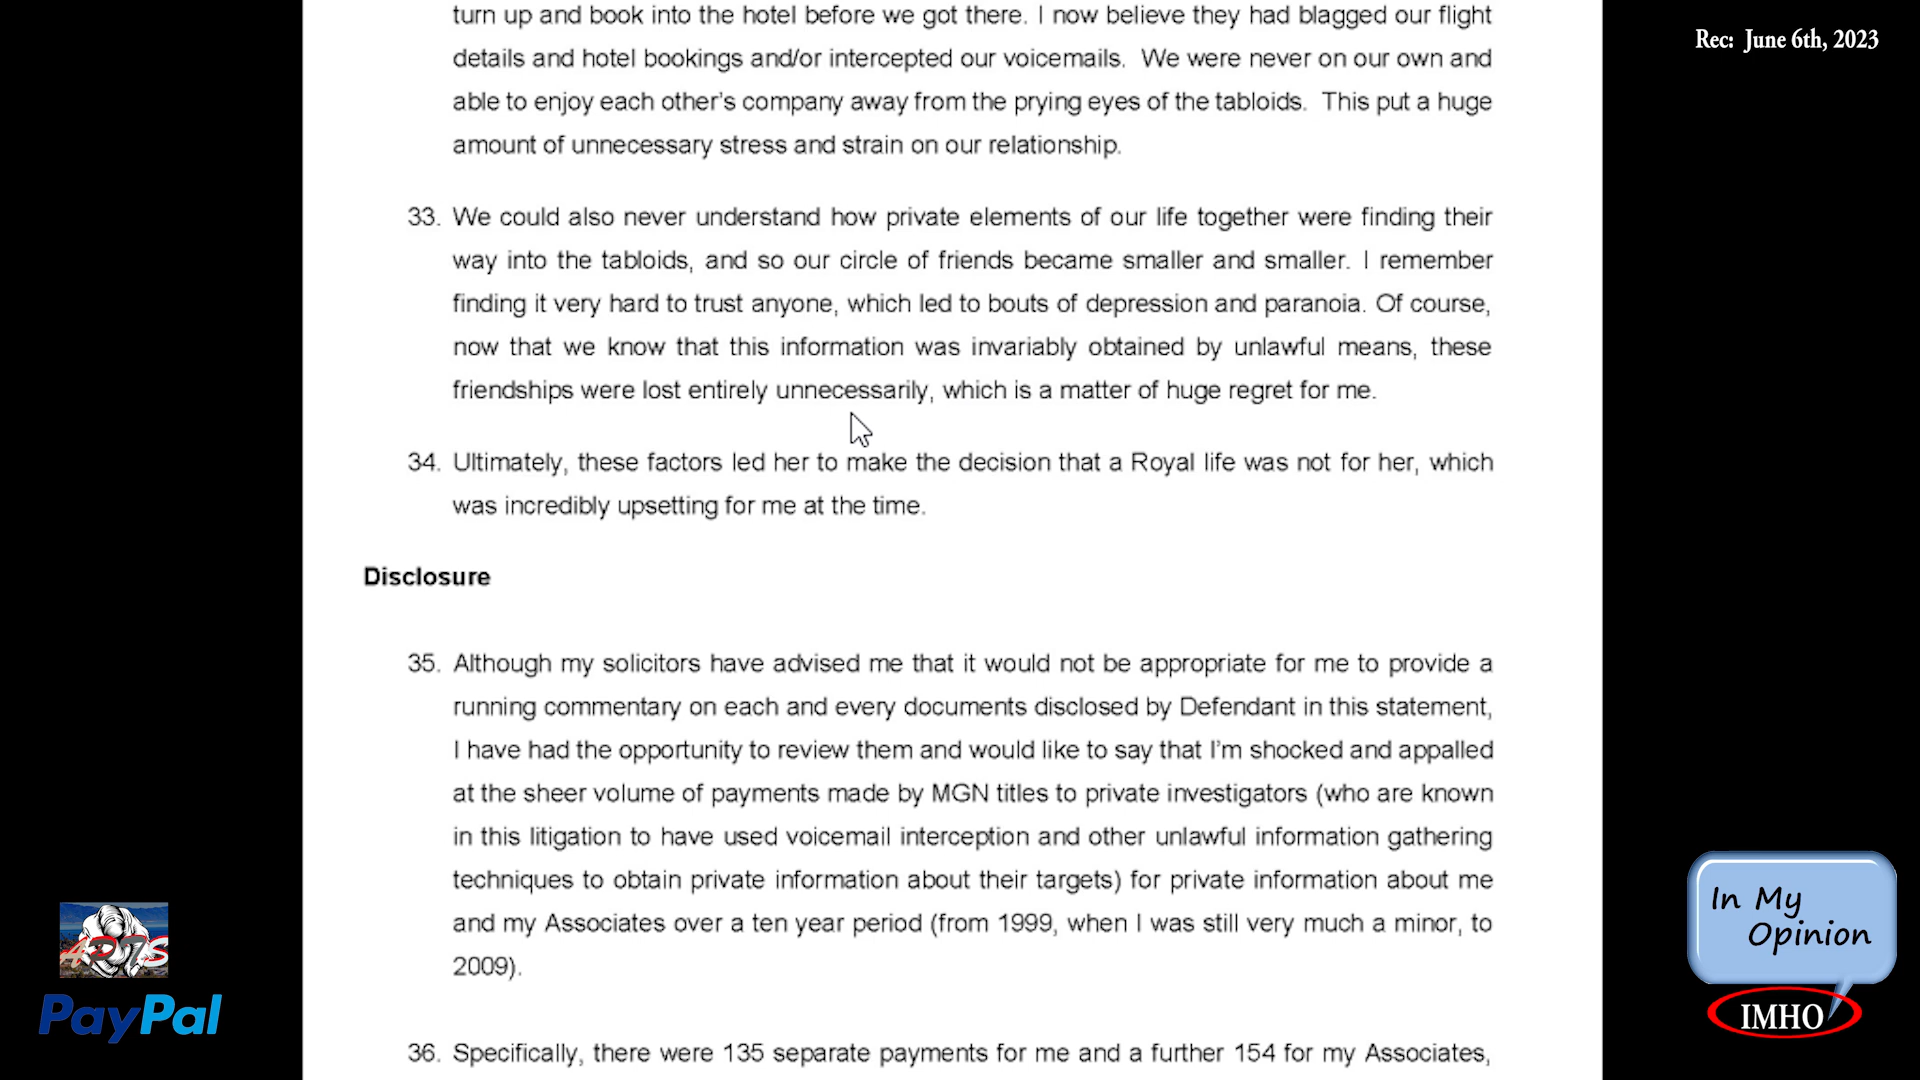 turn up and book into the hotel before we got there. I now believe they had blagged our flight
details and hotel bookings and/or intercepted our voicemails. We were never on our own and
able to enjoy each other's company away from the prying eyes of the tabloids. This put a huge
amount of unnecessary stress and strain on our relationship.
33. We could also never understand how private elements of our life together were finding their
way into the tabloids, and so our circle of friends became smaller and smaller. I remember
finding it very hard to trust anyone, which led to bouts of depression and paranoia. Of course,
now that we know that this information was invariably obtained by unlawful means, these
friendships were lost entirely unnecessarily, which is a matter of huge regret for me.
34. Ultimately, these factors led her to make the decision that a Royal life was not for her, which
was incredibly upsetting for me at the time.
Disclosure
35. Although my solicitors have advised me that it would not be appropriate for me to provide a
running commentary on each and every documents disclosed by Defendant in this statement,
I have had the opportunity to review them and would like to say that I'm shocked and appalled
at the sheer volume of payments made by MGN titles to private investigators (who are known
in this litigation to have used voicemail interception and other unlawful information gathering
techniques to obtain private information about their targets) for private information about me
and my Associates over a ten year period (from 1999, when I was still very much a minor, to
2009).
36. Specifically, there were 135 separate payments for me and a further 154 for my Associates,
Rec: June 6th, 2023
PayPal
In My
Opinion
IMHO